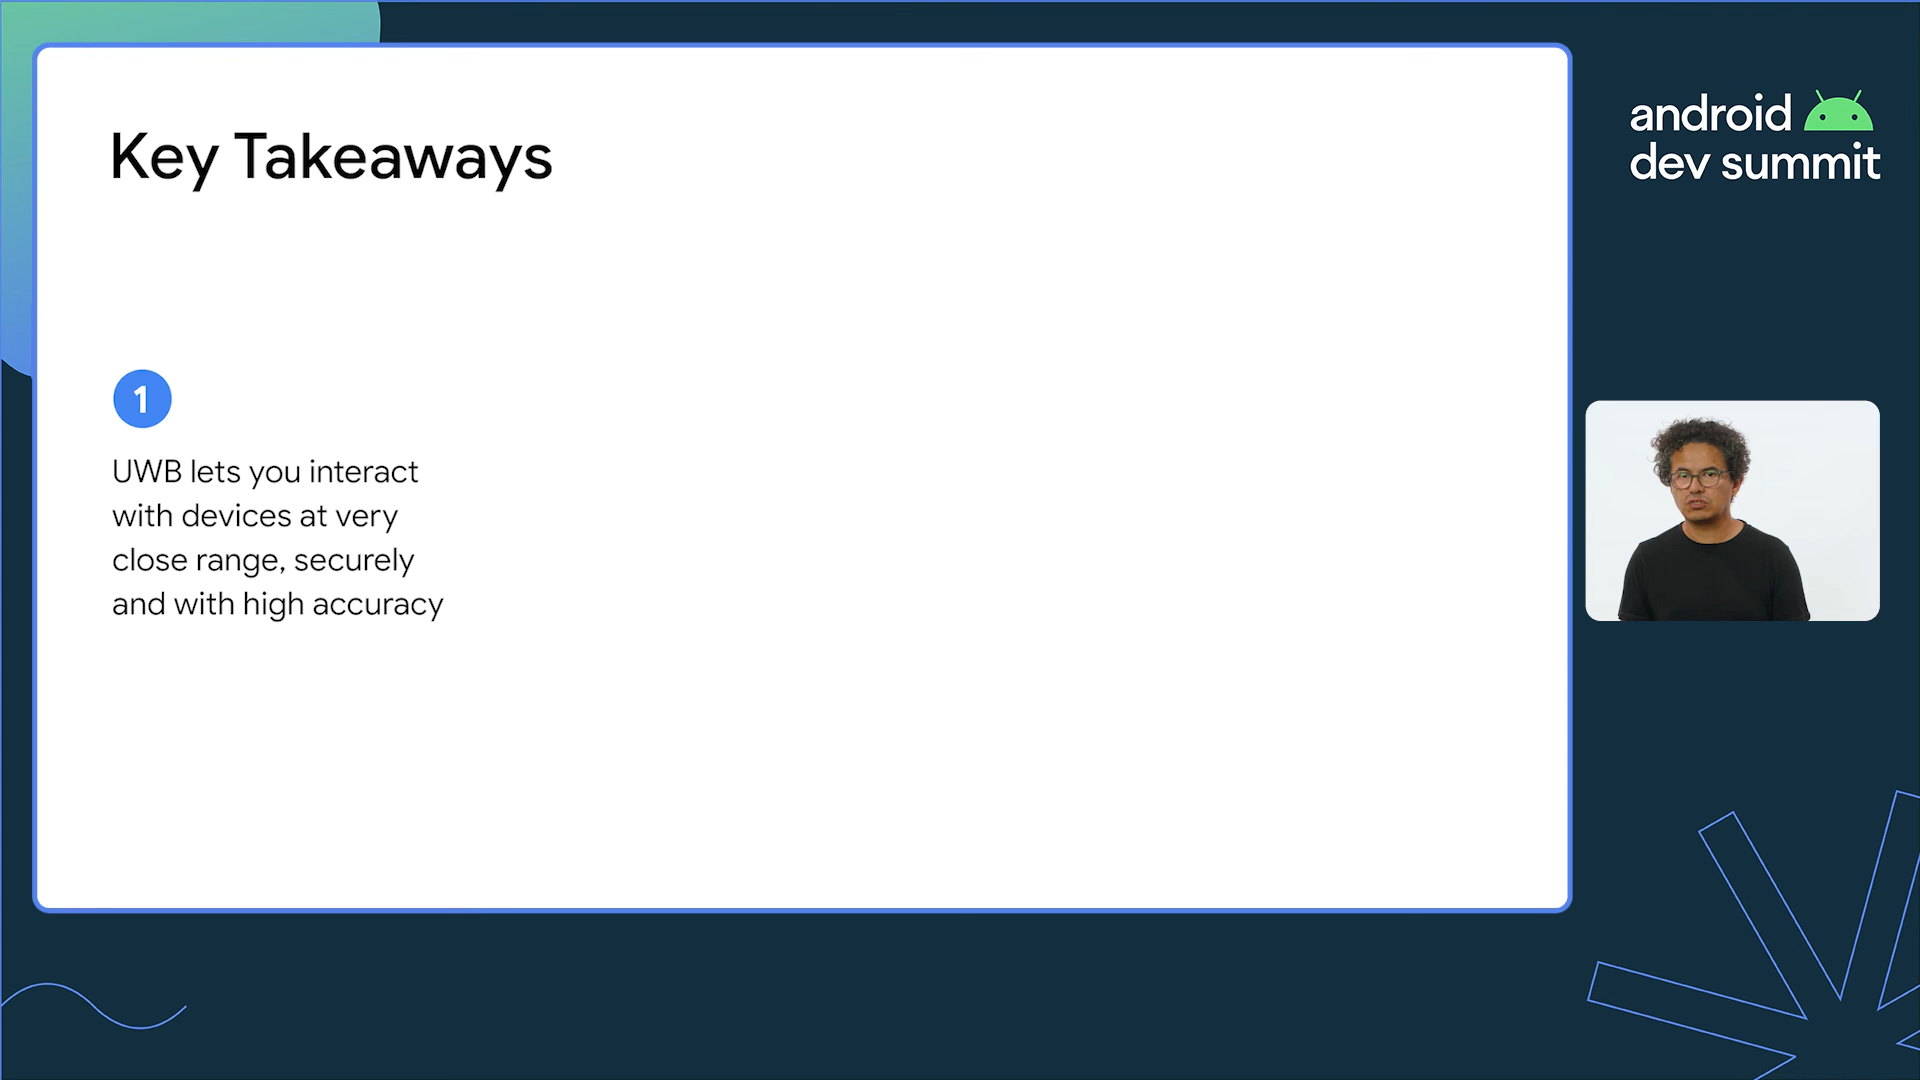 Key Takeaways
1
UWB lets you interact
with devices at very
close range, securely
and with high accuracy
android
dev summit